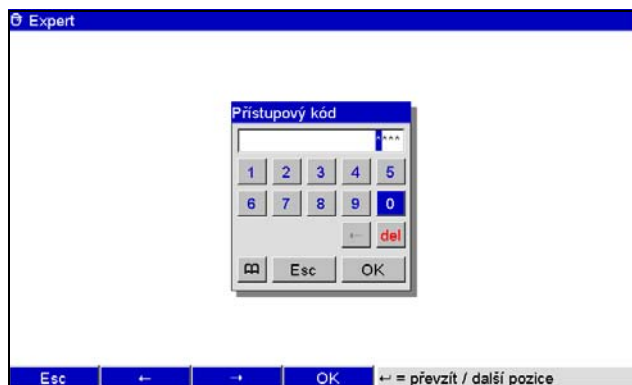 Expert
Přístupový kód
****
1 2 3 4 5
6 7 8 9 0
← del
Esc OK
Esc ← → OK ↵ = převzít / další pozice